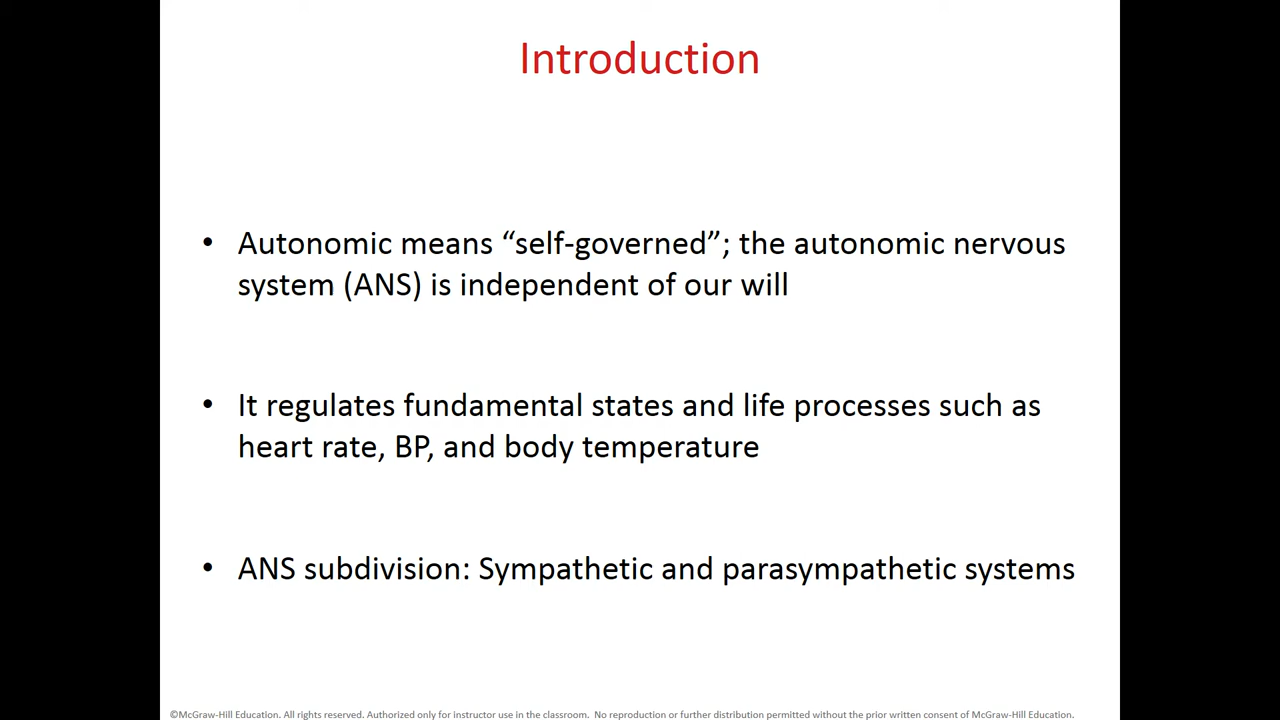 Introduction
• Autonomic means “self-governed”; the autonomic nervous
system (ANS) is independent of our will
• It regulates fundamental states and life processes such as
heart rate, BP, and body temperature
• ANS subdivision: Sympathetic and parasympathetic systems
©McGraw-Hill Education. All rights reserved. Authorized only for instructor use in the classroom.  No reproduction or further distribution permitted without the prior written consent of McGraw-Hill Education.